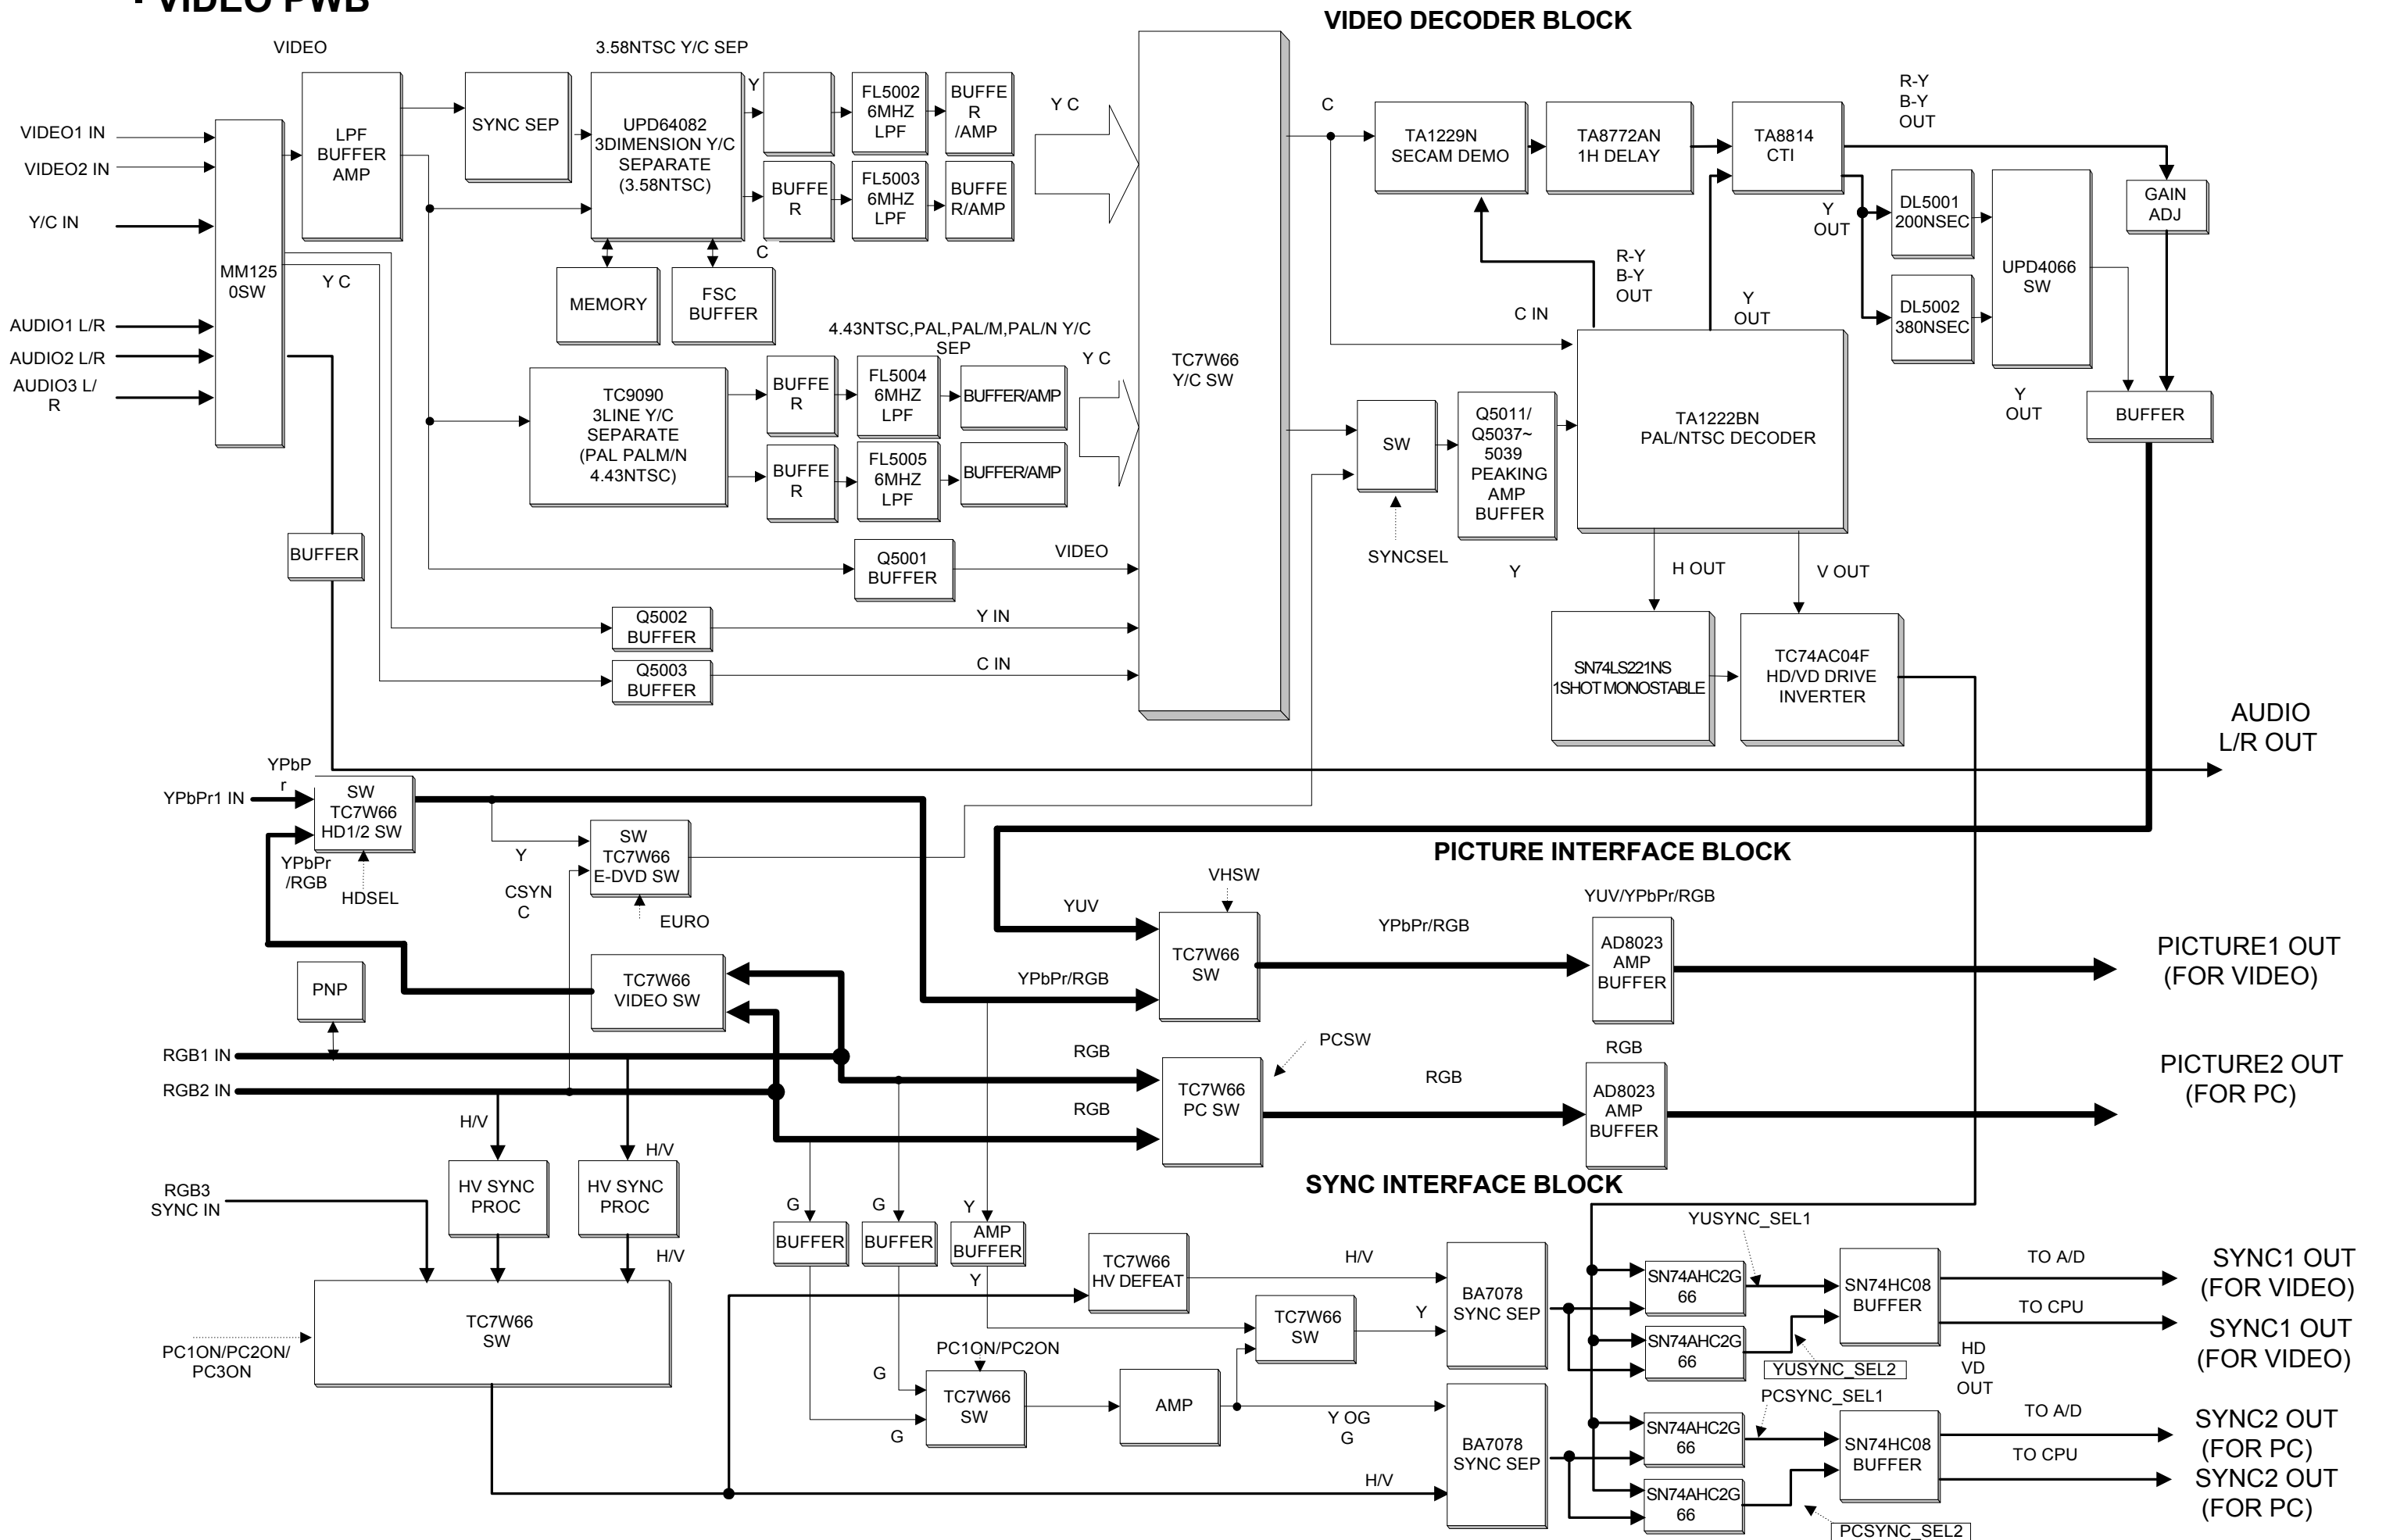 · VIDEO PWB
VIDEO DECODER BLOCK
VIDEO
3.58NTSC Y/C SEP
VIDEO1 IN
VIDEO2 IN
Y/C IN
AUDIO1 L/R
AUDIO2 L/R
AUDIO3 L/
R
MM125
0SW
LPF
BUFFER
AMP
SYNC SEP
UPD64082
3DIMENSION Y/C
SEPARATE
(3.58NTSC)
Y
FL5002
6MHZ
LPF
BUFFE
R
/AMP
BUFFE
R
FL5003
6MHZ
LPF
BUFFE
R/AMP
Y C
C
MEMORY
FSC
BUFFER
Y C
4.43NTSC,PAL,PAL/M,PAL/N Y/C
SEP
TC9090
3LINE Y/C
SEPARATE
(PAL PALM/N
4.43NTSC)
BUFFE
R
FL5004
6MHZ
LPF
BUFFER/AMP
BUFFE
R
FL5005
6MHZ
LPF
BUFFER/AMP
Y C
BUFFER
Q5001
BUFFER
VIDEO
Q5002
BUFFER
Y IN
Q5003
BUFFER
C IN
TC7W66
Y/C SW
C
TA1229N
SECAM DEMO
TA8772AN
1H DELAY
TA8814
CTI
R-Y
B-Y
OUT
GAIN
ADJ
Y
OUT
DL5001
200NSEC
DL5002
380NSEC
UPD4066
SW
R-Y
B-Y
OUT
Y
OUT
C IN
Y
OUT
BUFFER
SW
SYNCSEL
Q5011/
Q5037~
5039
PEAKING
AMP
BUFFER
Y
TA1222BN
PAL/NTSC DECODER
H OUT
V OUT
SN74LS221NS
1SHOT MONOSTABLE
TC74AC04F
HD/VD DRIVE
INVERTER
AUDIO
L/R OUT
YPbP
r
YPbPr1 IN
SW
TC7W66
HD1/2 SW
YPbPr
/RGB
HDSEL
Y
CSYN
C
SW
TC7W66
E-DVD SW
EURO
PICTURE INTERFACE BLOCK
VHSW
YUV
YPbPr/RGB
TC7W66
SW
YPbPr/RGB
YUV/YPbPr/RGB
AD8023
AMP
BUFFER
PICTURE1 OUT
(FOR VIDEO)
PNP
TC7W66
VIDEO SW
RGB1 IN
RGB2 IN
RGB
RGB
PCSW
TC7W66
PC SW
RGB
RGB
AD8023
AMP
BUFFER
PICTURE2 OUT
(FOR PC)
H/V
H/V
HV SYNC
PROC
HV SYNC
PROC
H/V
RGB3
SYNC IN
TC7W66
SW
PC1ON/PC2ON/
PC3ON
SYNC INTERFACE BLOCK
G
G
Y
BUFFER
BUFFER
AMP
BUFFER
Y
TC7W66
HV DEFEAT
H/V
TC7W66
SW
Y
BA7078
SYNC SEP
PC1ON/PC2ON
G
G
TC7W66
SW
AMP
Y OG
G
H/V
BA7078
SYNC SEP
YUSYNC_SEL1
SN74AHC2G
66
SN74AHC2G
66
YUSYNC_SEL2
SN74HC08
BUFFER
TO A/D
TO CPU
SYNC1 OUT
(FOR VIDEO)
SYNC1 OUT
(FOR VIDEO)
HD
VD
OUT
PCSYNC_SEL1
SN74AHC2G
66
SN74AHC2G
66
PCSYNC_SEL2
SN74HC08
BUFFER
TO A/D
TO CPU
SYNC2 OUT
(FOR PC)
SYNC2 OUT
(FOR PC)